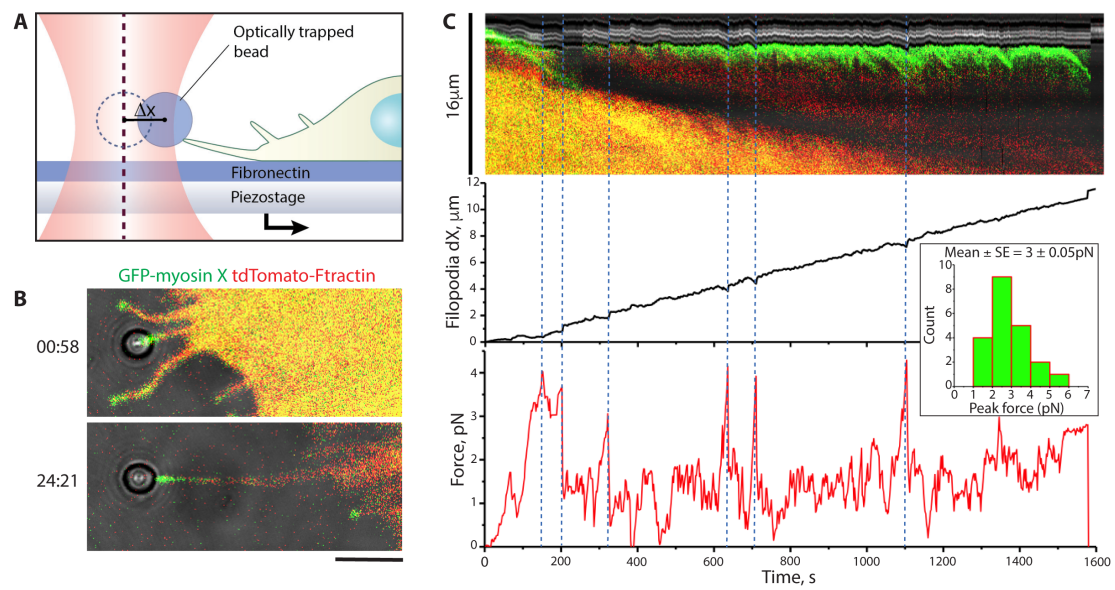 A
Optically trapped
bead
Δx
Fibronectin
Piezostage
B
GFP-myosin X tdTomato-Ftractin
00:58
24:21
C
16μm
Filopodia dX, μm
12
10
8
6
4
2
0
Mean ± SE = 3 ± 0.05pN
Count
10
8
6
4
2
0
0 1 2 3 4 5 6 7
Peak force (pN)
Force, pN
4
3
2
1
0
0 200 400 600 800 1000 1200 1400 1600
Time, s